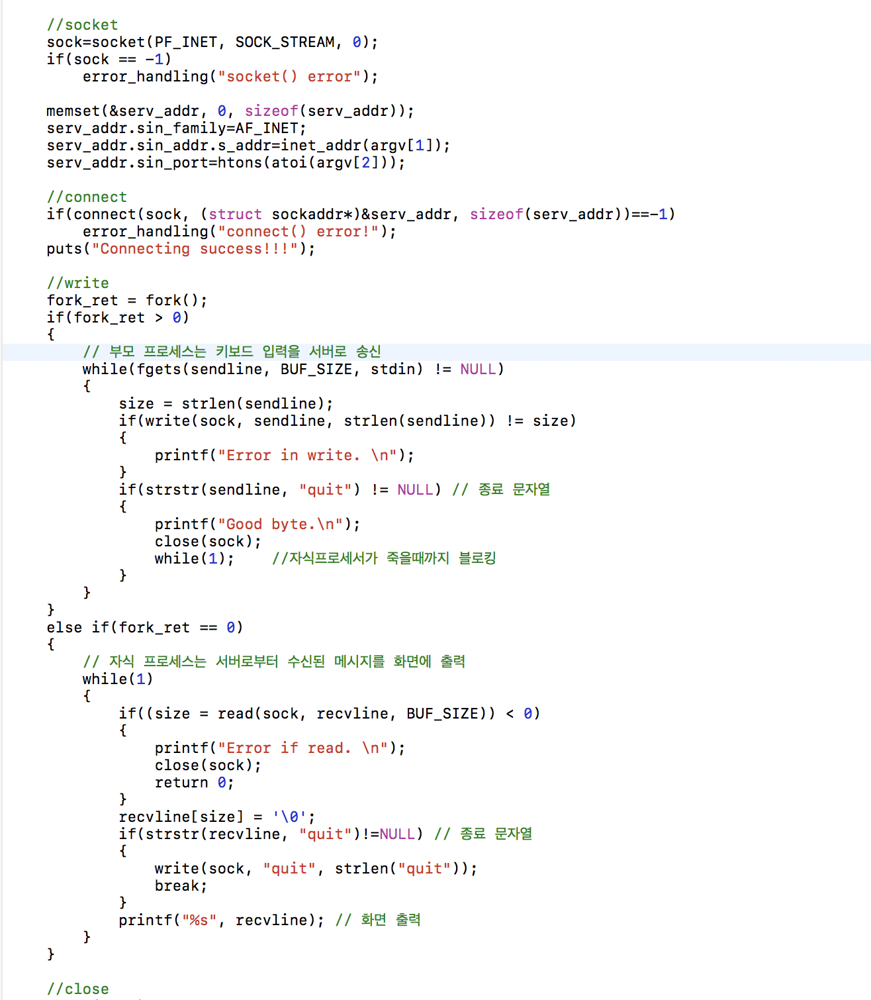 //socket
sock=socket(PF_INET, SOCK_STREAM, 0);
if(sock == -1)
error_handling("socket() error");
memset(&serv_addr, 0, sizeof(serv_addr));
serv_addr.sin_family=AF_INET;
serv_addr.sin_addr.s_addr=inet_addr(argv[1]);
serv_addr.sin_port=htons(atoi(argv[2]));
//connect
if(connect(sock, (struct sockaddr*)&serv_addr, sizeof(serv_addr))==-1)
error_handling("connect() error!");
puts("Connecting success!!!");
//write
fork_ret = fork();
if(fork_ret > 0)
{
// 부모 프로세스는 키보드 입력을 서버로 송신
while(fgets(sendline, BUF_SIZE, stdin) != NULL)
{
size = strlen(sendline);
if(write(sock, sendline, strlen(sendline)) != size)
{
printf("Error in write. \n");
}
if(strstr(sendline, "quit") != NULL) // 종료 문자열
{
printf("Good byte.\n");
close(sock);
while(1); //자식프로세서가 죽을때까지 블로킹
}
}
}
else if(fork_ret == 0)
{
// 자식 프로세스는 서버로부터 수신된 메시지를 화면에 출력
while(1)
{
if((size = read(sock, recvline, BUF_SIZE)) < 0)
{
printf("Error if read. \n");
close(sock);
return 0;
}
recvline[size] = '\0';
if(strstr(recvline, "quit")!=NULL) // 종료 문자열
{
write(sock, "quit", strlen("quit"));
break;
}
printf("%s", recvline); // 화면 출력
}
}
//close